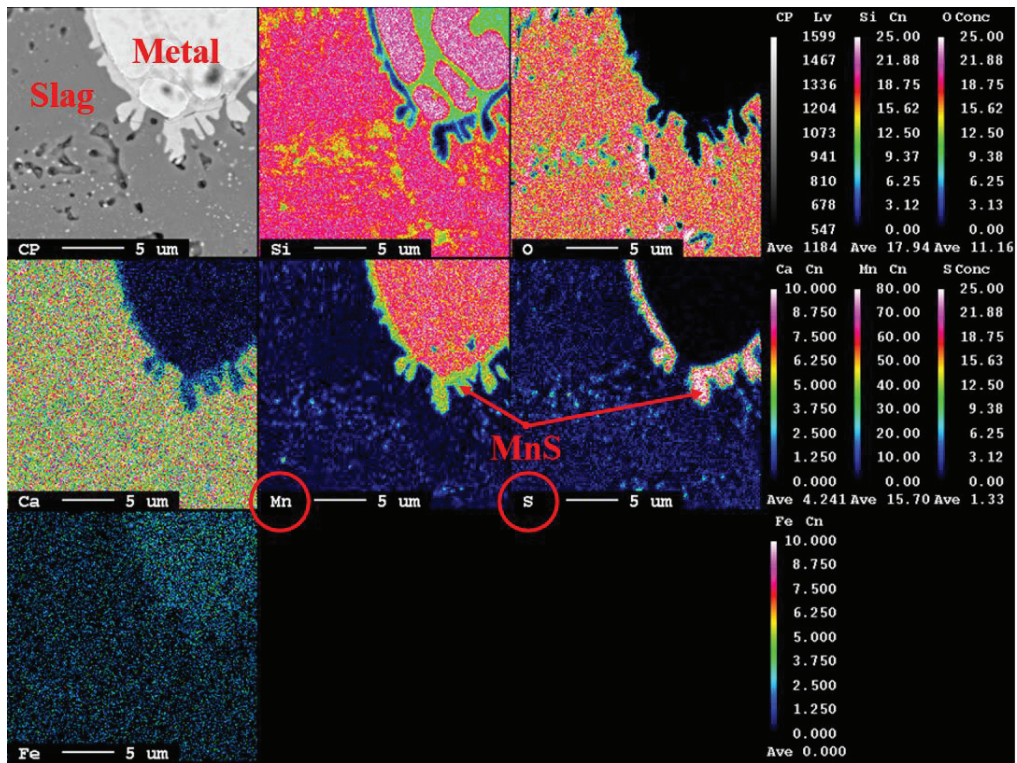 Metal
Slag
CP 5 um
Si 5 um
O 5 um
CP Lv Si Cn O Conc
1599 25.00 25.00
1467 21.88 21.88
1336 18.75 18.75
1204 15.62 15.62
1073 12.50 12.50
941 9.37 9.38
810 6.25 6.25
678 3.12 3.13
547 0.00 0.00
Ave 1184 Si 17.94 O 11.16
MnS
Ca 5 um
Mn 5 um
S 5 um
Ca Cn Mn Cn S Conc
10.000 80.00 25.00
8.750 70.00 21.88
7.500 60.00 18.75
6.250 50.00 15.63
5.000 40.00 12.50
3.750 30.00 9.38
2.500 20.00 6.25
1.250 10.00 3.12
0.000 0.00 0.00
Ave 4.241 Mn 15.70 S 1.33
Fe 5 um
Fe Cn
10.000
8.750
7.500
6.250
5.000
3.750
2.500
1.250
0.000
Ave 0.000